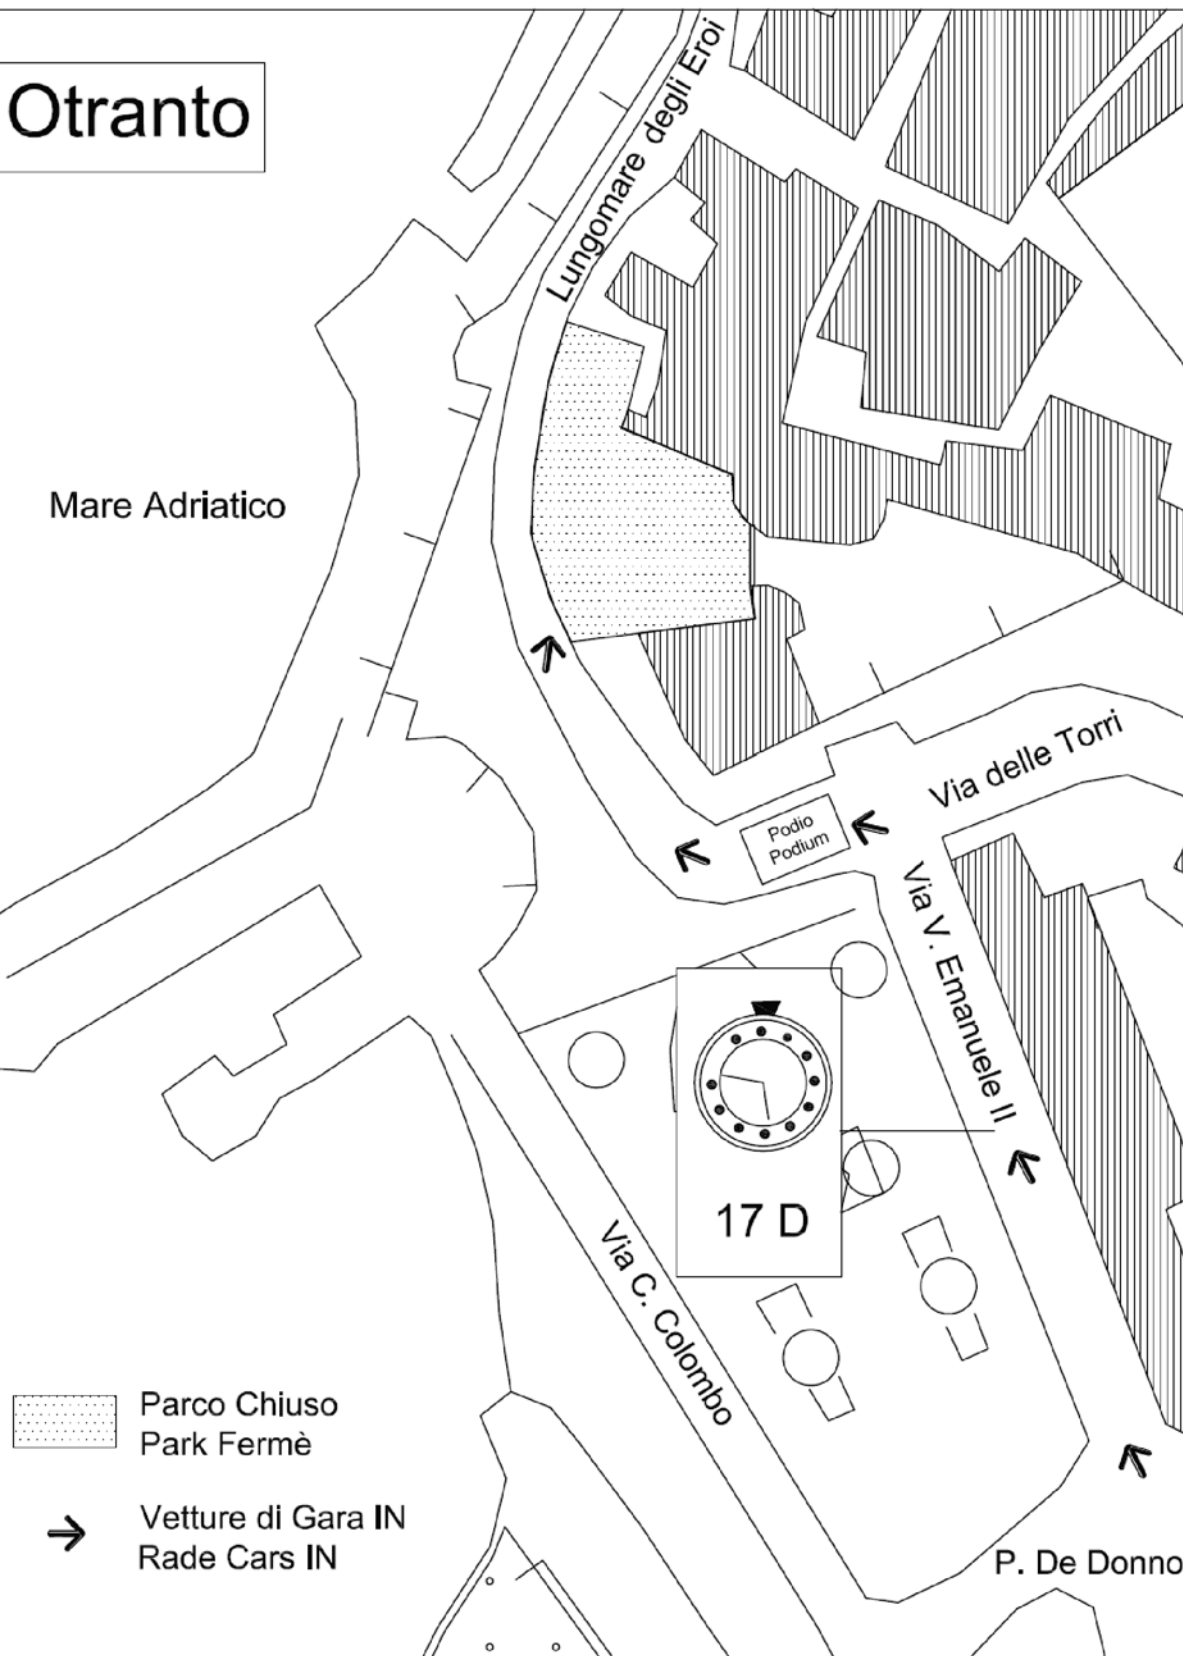 Otranto
Lungomare degli Eroi
Mare Adriatico
Via delle Torri
Podio
Podium
Via V. Emanuele II
17 D
Via C. Colombo
Parco Chiuso
Park Fermè
Vetture di Gara IN
Rade Cars IN
P. De Donno